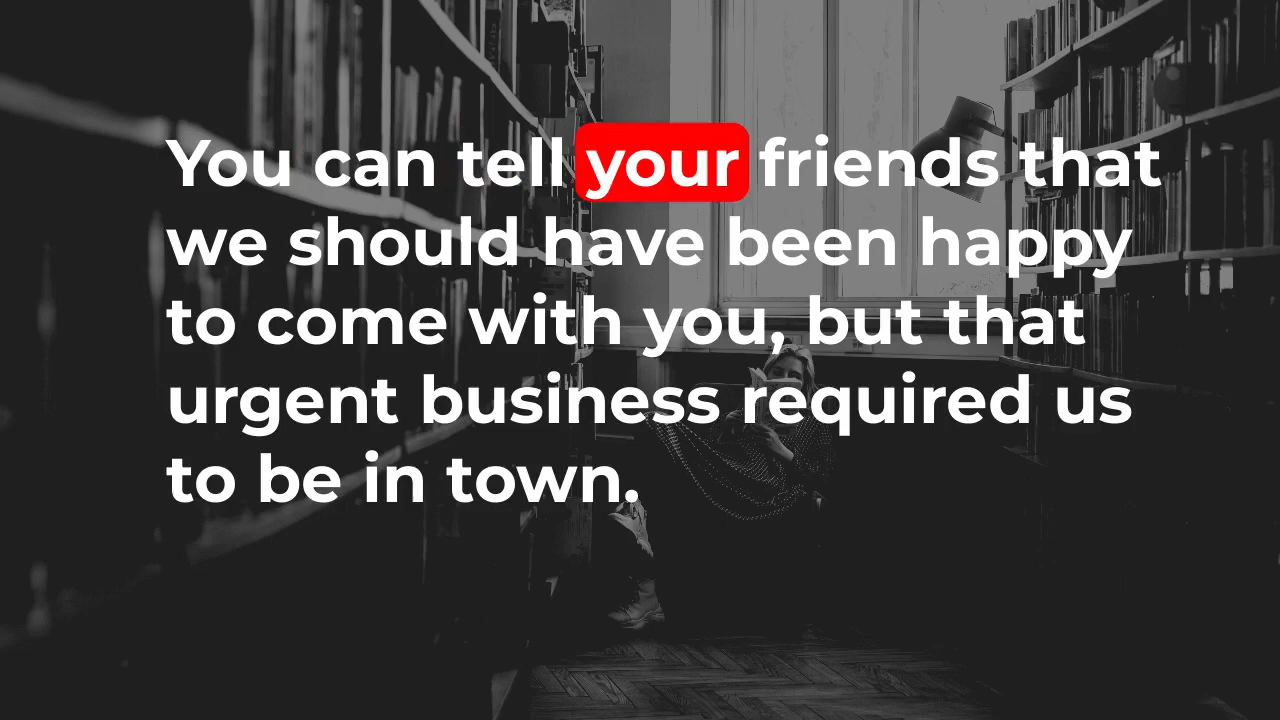 You can tell your friends that
we should have been happy
to come with you, but that
urgent business required us
to be in town.